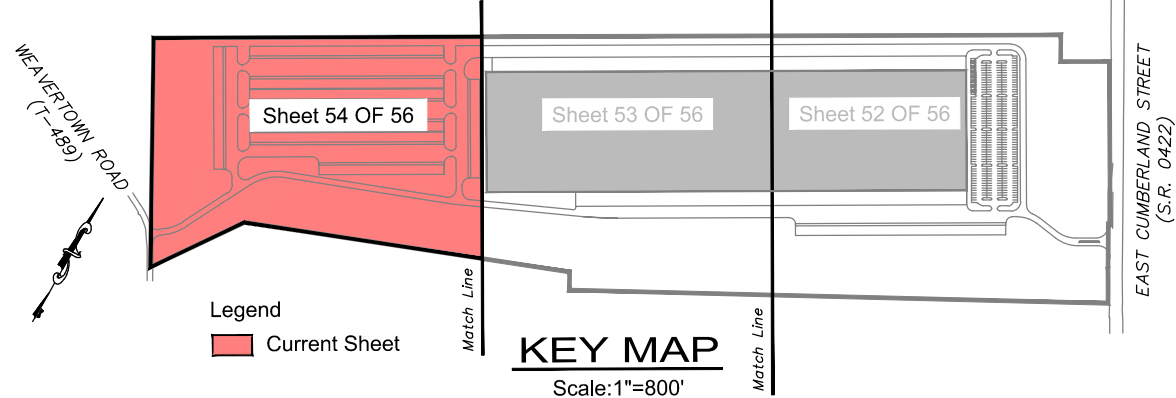 WEAVERTOWN ROAD
(T-489)
Sheet 54 OF 56
Sheet 53 OF 56
Sheet 52 OF 56
EAST CUMBERLAND STREET
(S.R. 0422)
Legend
Current Sheet
Match Line
Match Line
KEY MAP
Scale:1"=800'